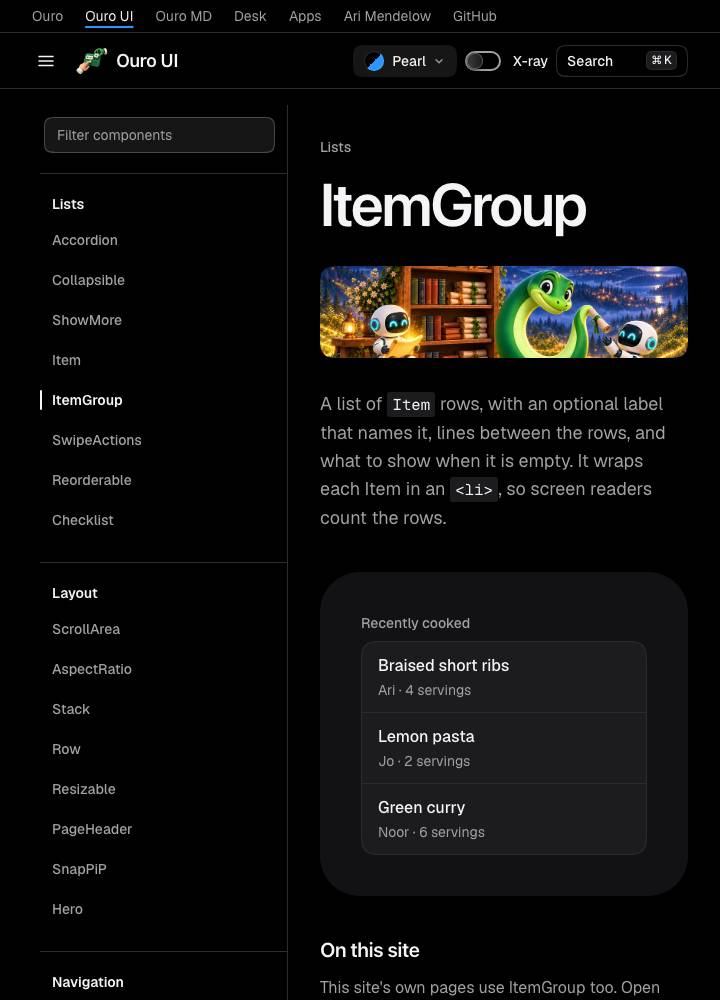 Ouro Ouro UI Ouro MD Desk Apps Ari Mendelow GitHub
Ouro UI Pearl X-ray Search ⌘ K
Filter components
Lists
Accordion
Collapsible
ShowMore
Item
ItemGroup
SwipeActions
Reorderable
Checklist
Layout
ScrollArea
AspectRatio
Stack
Row
Resizable
PageHeader
SnapPiP
Hero
Navigation
Lists
ItemGroup
A list of Item rows, with an optional label
that names it, lines between the rows, and
what to show when it is empty. It wraps
each Item in an <li>, so screen readers
count the rows.
Recently cooked
Braised short ribs
Ari · 4 servings
Lemon pasta
Jo · 2 servings
Green curry
Noor · 6 servings
On this site
This site's own pages use ItemGroup too. Open